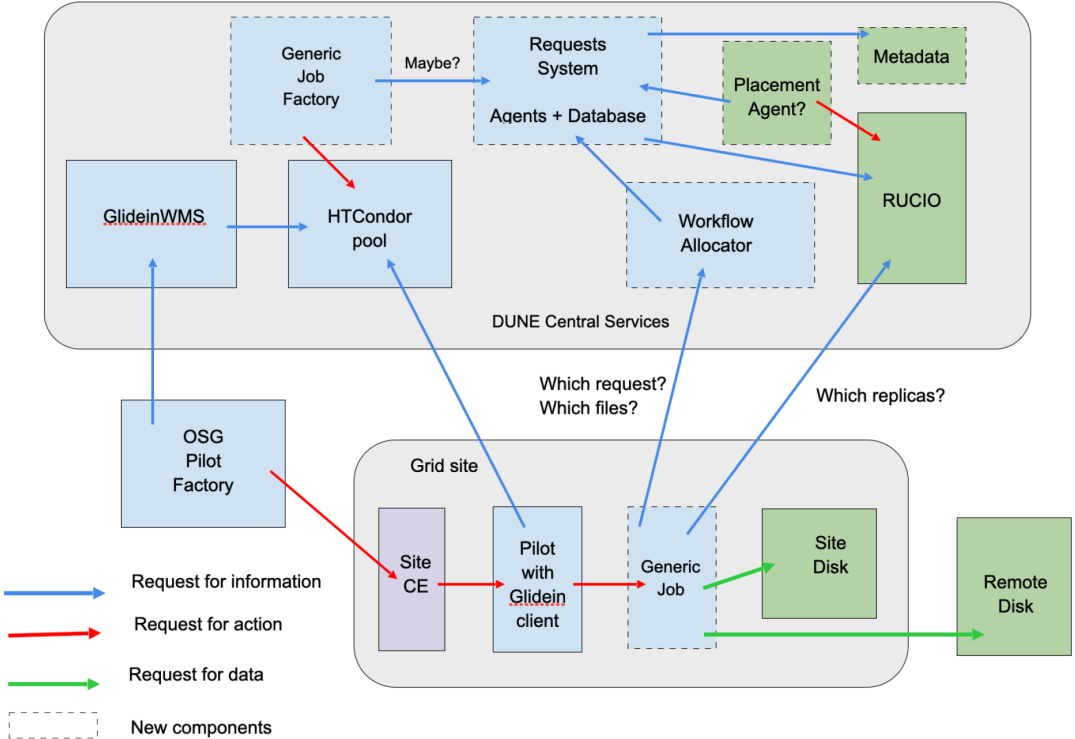 Generic
Job
Factory
Maybe?
Requests
System
Agents + Database
Placement
Agent?
Metadata
GlideinWMS
HTCondor
pool
Workflow
Allocator
RUCIO
DUNE Central Services
Which request?
Which files?
Which replicas?
OSG
Pilot
Factory
Grid site
Site
CE
Pilot
with
Glidein
client
Generic
Job
Site
Disk
Remote
Disk
Request for information
Request for action
Request for data
New components